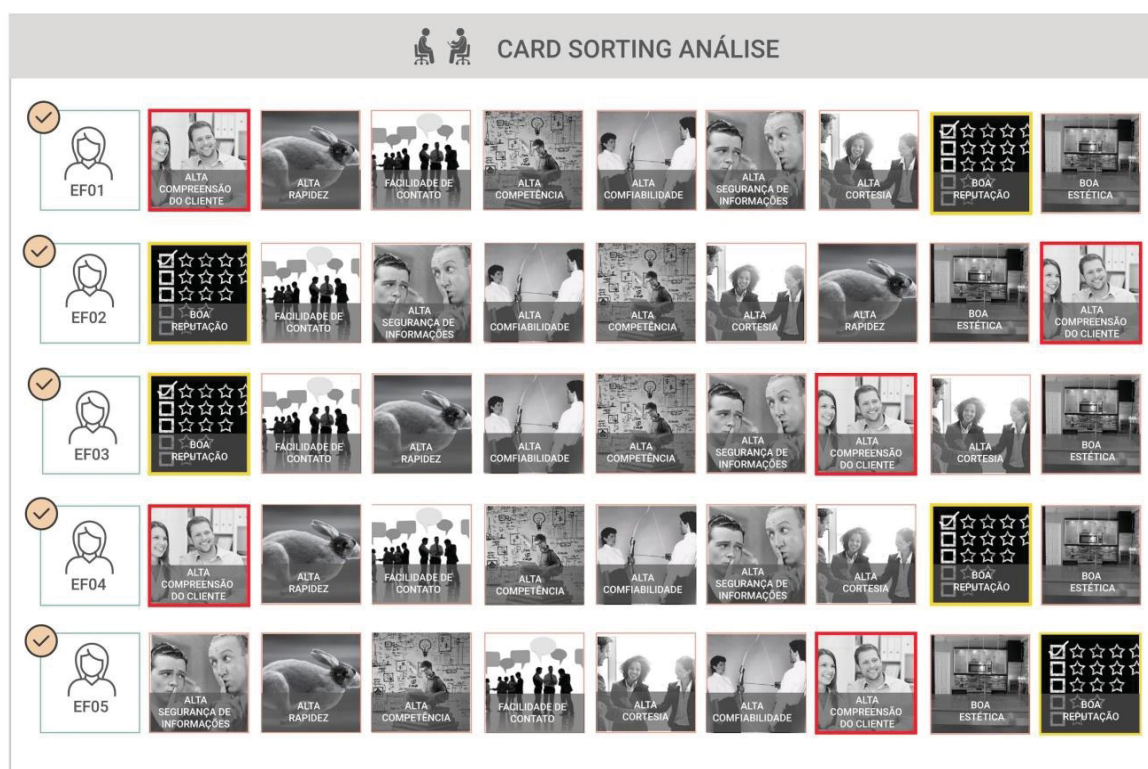 CARD SORTING ANÁLISE
EF01
ALTA
COMPREENSÃO
DO CLIENTE
ALTA
RAPIDEZ
FACILIDADE DE
CONTATO
ALTA
COMPETÊNCIA
ALTA
COMFIABILIDADE
ALTA
SEGURANÇA DE
INFORMAÇÕES
ALTA
CORTESIA
BOA
REPUTAÇÃO
BOA
ESTÉTICA
EF02
BOA
REPUTAÇÃO
FACILIDADE DE
CONTATO
ALTA
SEGURANÇA DE
INFORMAÇÕES
ALTA
COMFIABILIDADE
ALTA
COMPETÊNCIA
ALTA
CORTESIA
ALTA
RAPIDEZ
BOA
ESTÉTICA
ALTA
COMPREENSÃO
DO CLIENTE
EF03
BOA
REPUTAÇÃO
FACILIDADE DE
CONTATO
ALTA
RAPIDEZ
ALTA
COMFIABILIDADE
ALTA
COMPETÊNCIA
ALTA
SEGURANÇA DE
INFORMAÇÕES
ALTA
COMPREENSÃO
DO CLIENTE
ALTA
CORTESIA
BOA
ESTÉTICA
EF04
ALTA
COMPREENSÃO
DO CLIENTE
ALTA
RAPIDEZ
FACILIDADE DE
CONTATO
ALTA
COMPETÊNCIA
ALTA
COMFIABILIDADE
ALTA
SEGURANÇA DE
INFORMAÇÕES
ALTA
CORTESIA
BOA
REPUTAÇÃO
BOA
ESTÉTICA
EF05
ALTA
SEGURANÇA DE
INFORMAÇÕES
ALTA
RAPIDEZ
ALTA
COMPETÊNCIA
FACILIDADE DE
CONTATO
ALTA
CORTESIA
ALTA
COMFIABILIDADE
ALTA
COMPREENSÃO
DO CLIENTE
BOA
ESTÉTICA
BOA
REPUTAÇÃO